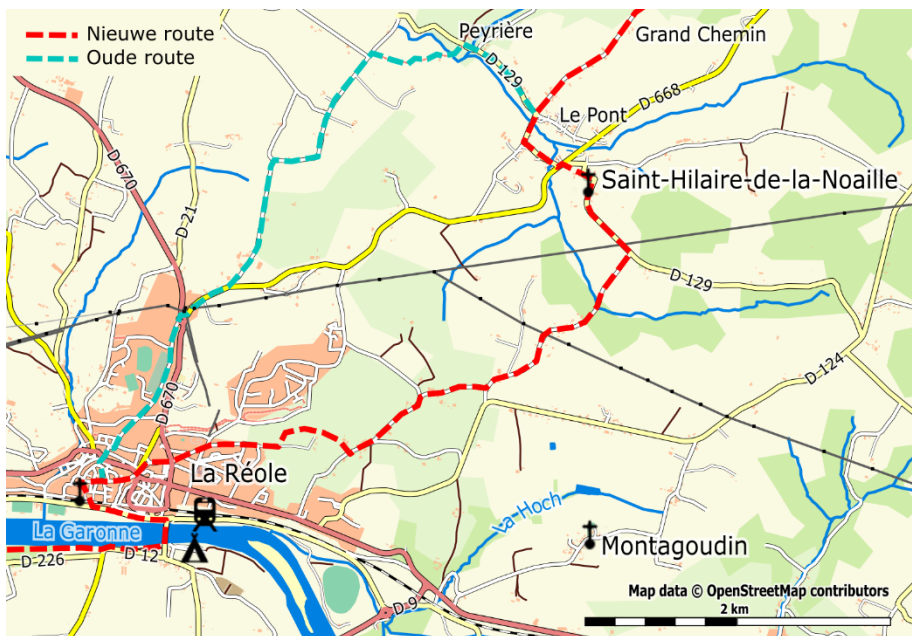 Nieuwe route
Oude route
Peyrière
Grand Chemin
D 129
D 668
Le Pont
D 670
Saint-Hilaire-de-la-Noaille
D 21
D 129
D 124
D 670
La Réole
La Hoch
La Garonne
D 12
Montagoudin
D 226
Map data © OpenStreetMap contributors
D 9
2 km